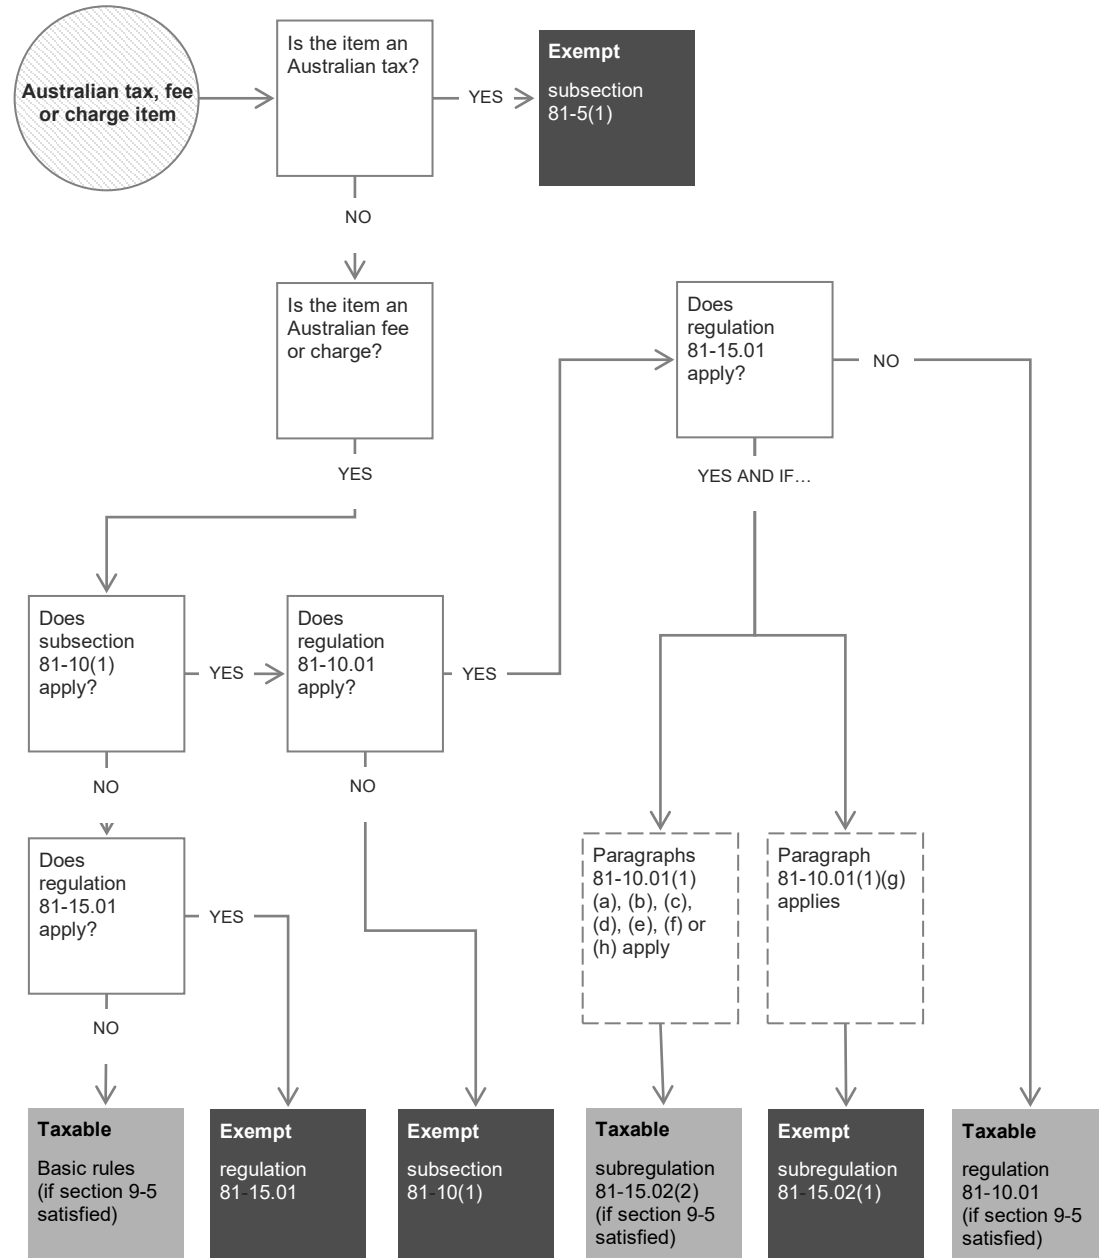 Australian tax, fee
or charge item
Is the item an
Australian tax?
YES
Exempt
subsection
81-5(1)
NO
Is the item an
Australian fee
or charge?
YES
Does
regulation
81-15.01
apply?
NO
YES AND IF…
Does
subsection
81-10(1)
apply?
YES
Does
regulation
81-10.01
apply?
YES
NO
NO
Does
regulation
81-15.01
apply?
YES
NO
Paragraphs
81-10.01(1)
(a), (b), (c),
(d), (e), (f) or
(h) apply
Paragraph
81-10.01(1)(g)
applies
Taxable
Basic rules
(if section 9-5
satisfied)
Exempt
regulation
81-15.01
Exempt
subsection
81-10(1)
Taxable
subregulation
81-15.02(2)
(if section 9-5
satisfied)
Exempt
subregulation
81-15.02(1)
Taxable
regulation
81-10.01
(if section 9-5
satisfied)